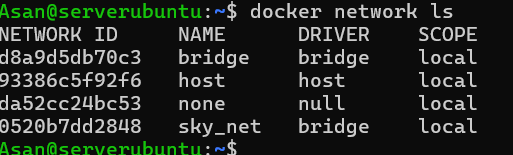 Asan@serverubuntu:~$ docker network ls
NETWORK ID     NAME      DRIVER    SCOPE
d8a9d5db70c3   bridge    bridge    local
93386c5f92f6   host      host      local
da52cc24bc53   none      null      local
0520b7dd2848   sky_net   bridge    local
Asan@serverubuntu:~$